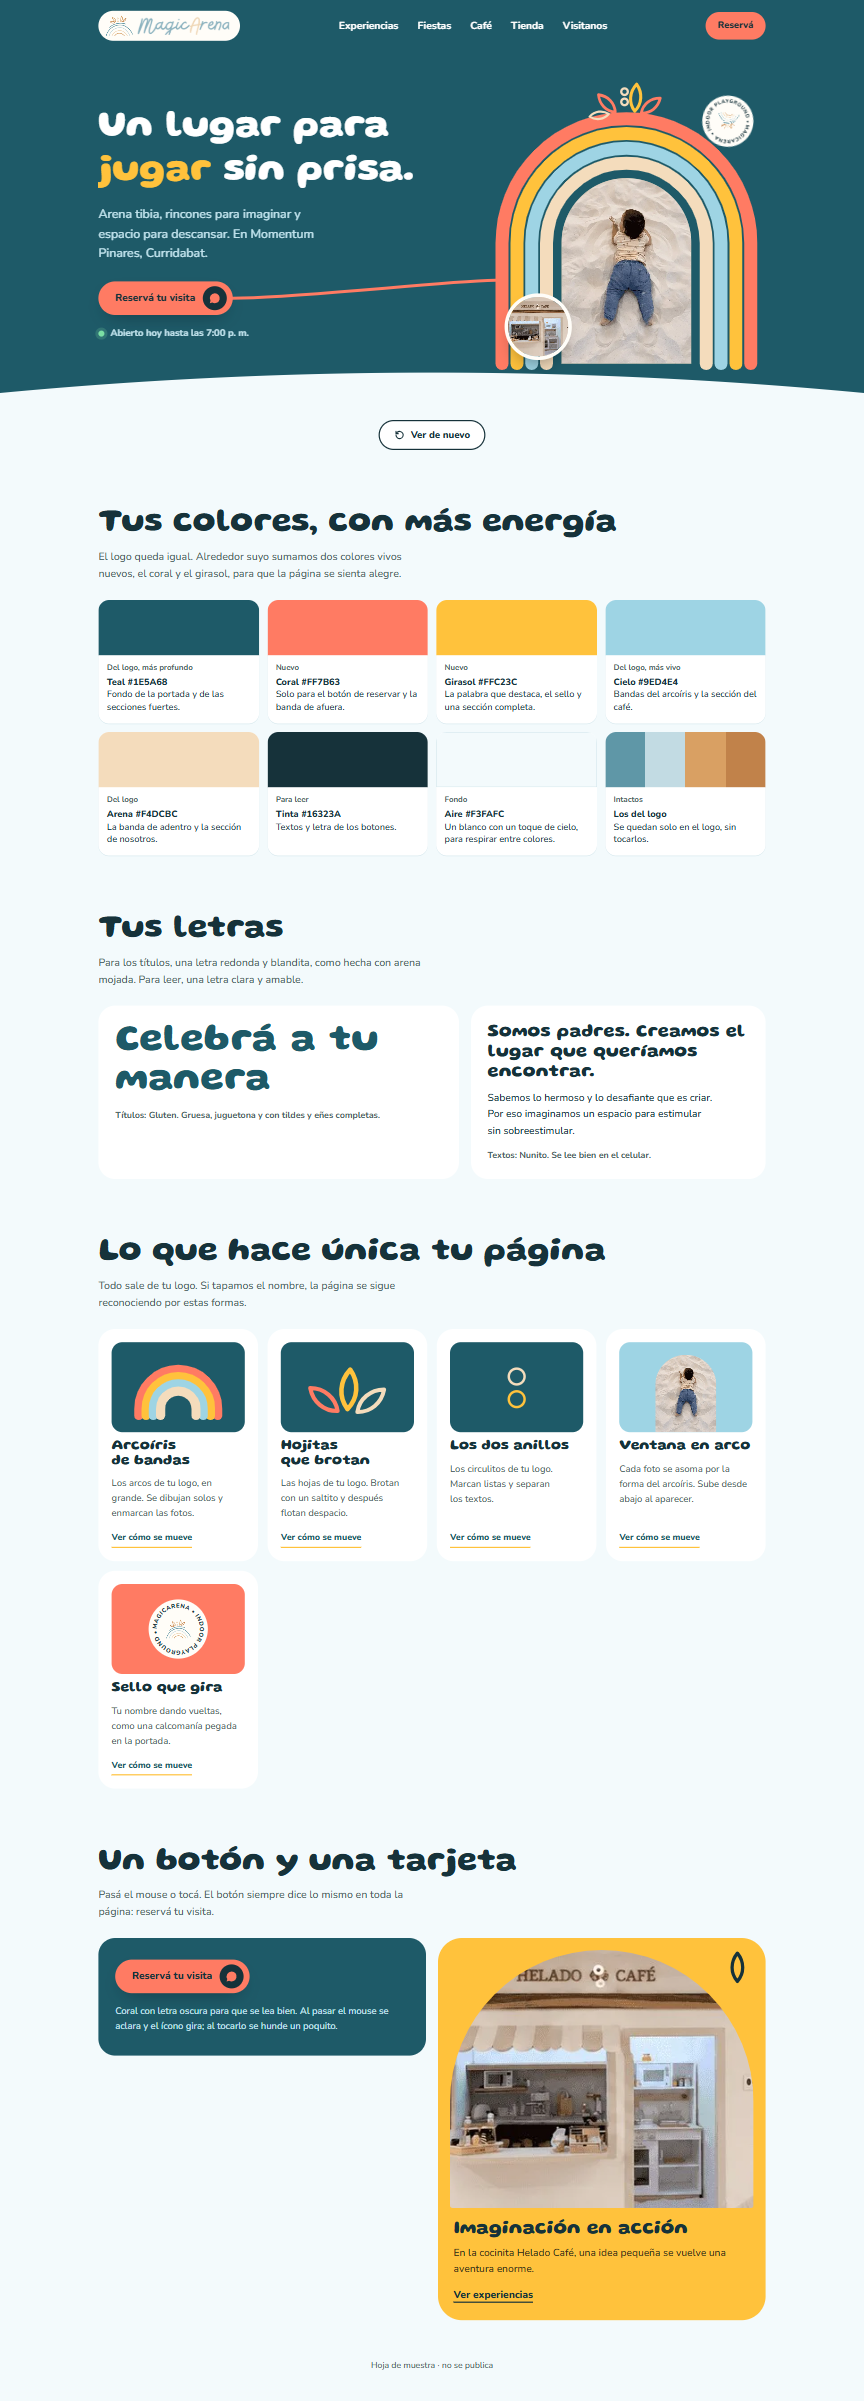 MagicArena
Experiencias Fiestas Café Tienda Visitanos
Reservá
Un lugar para
jugar sin prisa.
INDOOR PLAYGROUND • MAGICARENA •
Arena tibia, rincones para imaginar y
espacio para descansar. En Momentum
Pinares, Curridabat.
Reservá tu visita
HELADO CAFÉ
Abierto hoy hasta las 7:00 p. m.
Ver de nuevo
Tus colores, con más energía
El logo queda igual. Alrededor suyo sumamos dos colores vivos
nuevos, el coral y el girasol, para que la página se sienta alegre.
Del logo, más profundo
Teal #1E5A68
Fondo de la portada y de las
secciones fuertes.
Nuevo
Coral #FF7B63
Solo para el botón de reservar y la
banda de afuera.
Nuevo
Girasol #FFC23C
La palabra que destaca, el sello y
una sección completa.
Del logo, más vivo
Cielo #9ED4E4
Bandas del arcoíris y la sección del
café.
Del logo
Arena #F4DCBC
La banda de adentro y la sección
de nosotros.
Para leer
Tinta #16323A
Textos y letra de los botones.
Fondo
Aire #F3FAFC
Un blanco con un toque de cielo,
para respirar entre colores.
Intactos
Los del logo
Se quedan solo en el logo, sin
tocarlos.
Tus letras
Para los títulos, una letra redonda y blandita, como hecha con arena
mojada. Para leer, una letra clara y amable.
Celebrá a tu
manera
Títulos: Gluten. Gruesa, juguetona y con tildes y eñes completas.
Somos padres. Creamos el
lugar que queríamos
encontrar.
Sabemos lo hermoso y lo desafiante que es criar.
Por eso imaginamos un espacio para estimular
sin sobreestimular.
Textos: Nunito. Se lee bien en el celular.
Lo que hace única tu página
Todo sale de tu logo. Si tapamos el nombre, la página se sigue
reconociendo por estas formas.
Arcoíris
de bandas
Los arcos de tu logo, en
grande. Se dibujan solos y
enmarcan las fotos.
Ver cómo se mueve
Hojitas
que brotan
Las hojas de tu logo. Brotan
con un saltito y después
flotan despacio.
Ver cómo se mueve
Los dos anillos
Los circulitos de tu logo.
Marcan listas y separan
los textos.
Ver cómo se mueve
Ventana en arco
Cada foto se asoma por la
forma del arcoíris. Sube desde
abajo al aparecer.
Ver cómo se mueve
MAGICARENA • INDOOR PLAYGROUND •
Sello que gira
Tu nombre dando vueltas,
como una calcomanía pegada
en la portada.
Ver cómo se mueve
Un botón y una tarjeta
Pasá el mouse o tocá. El botón siempre dice lo mismo en toda la
página: reservá tu visita.
Reservá tu visita
Coral con letra oscura para que se lea bien. Al pasar el mouse se
aclara y el ícono gira; al tocarlo se hunde un poquito.
HELADO CAFÉ
Imaginación en acción
En la cocinita Helado Café, una idea pequeña se vuelve una
aventura enorme.
Ver experiencias
Hoja de muestra · no se publica